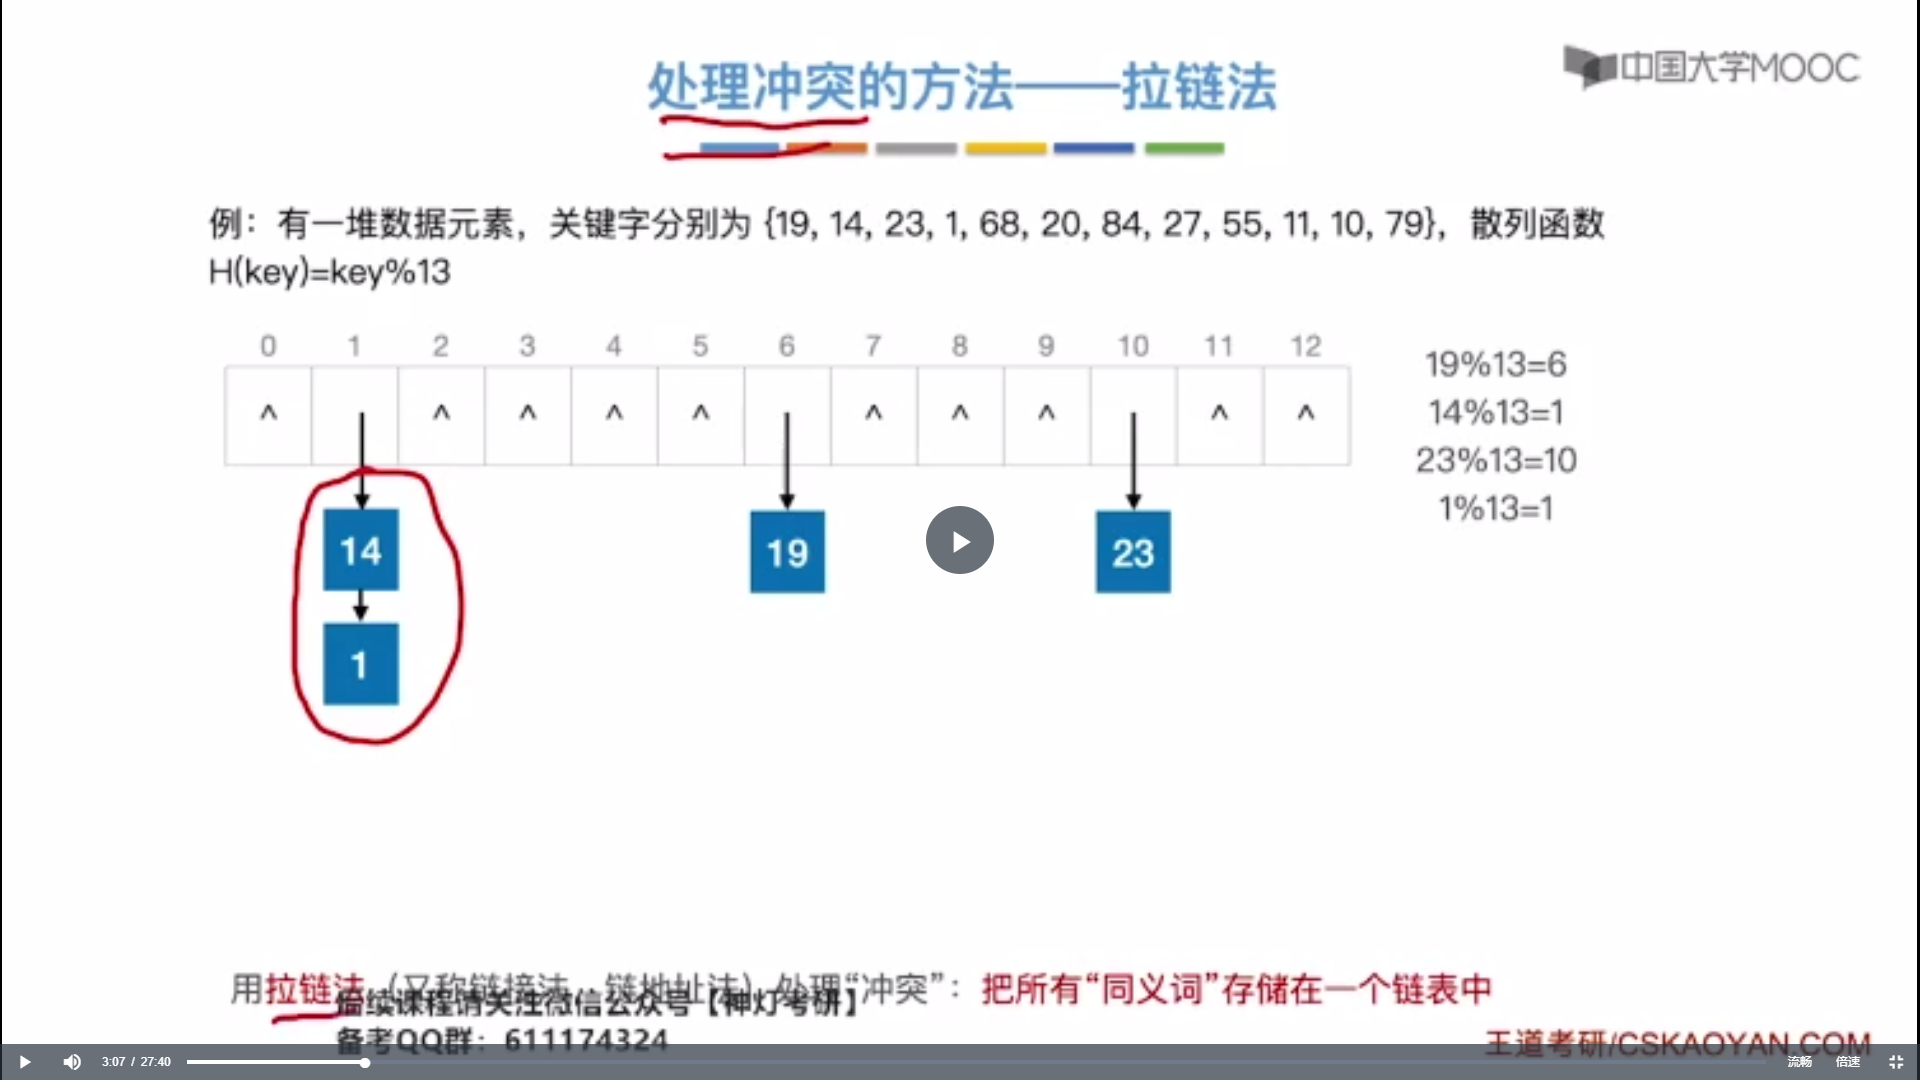 中国大学MOOC
处理冲突的方法——拉链法
例：有一堆数据元素，关键字分别为 {19, 14, 23, 1, 68, 20, 84, 27, 55, 11, 10, 79}，散列函数
H(key)=key%13
0 1 2 3 4 5 6 7 8 9 10 11 12
^ ^ ^ ^ ^ ^ ^ ^ ^ ^
19%13=6
14%13=1
23%13=10
1%13=1
14 19 23
1
用拉链法（又称链接法、链地址法）处理“冲突”：把所有“同义词”存储在一个链表中
续课程请关注微信公众号【神灯考研】
备考QQ群：611174324
王道考研/CSKAOYAN.COM
3:07 / 27:40
流畅 倍速